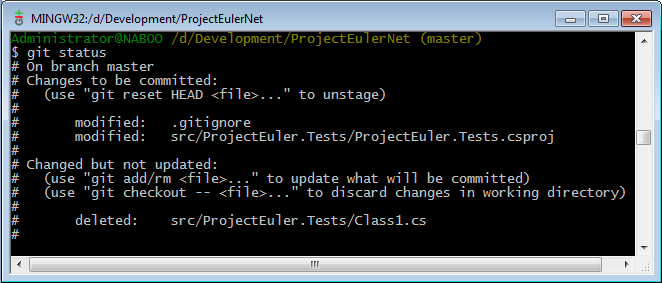 MINGW32:/d/Development/ProjectEulerNet
Administrator@NABOO /d/Development/ProjectEulerNet (master)
$ git status
# On branch master
# Changes to be committed:
#   (use "git reset HEAD <file>..." to unstage)
#
#       modified:   .gitignore
#       modified:   src/ProjectEuler.Tests/ProjectEuler.Tests.csproj
#
# Changed but not updated:
#   (use "git add/rm <file>..." to update what will be committed)
#   (use "git checkout -- <file>..." to discard changes in working directory)
#
#       deleted:    src/ProjectEuler.Tests/Class1.cs
#